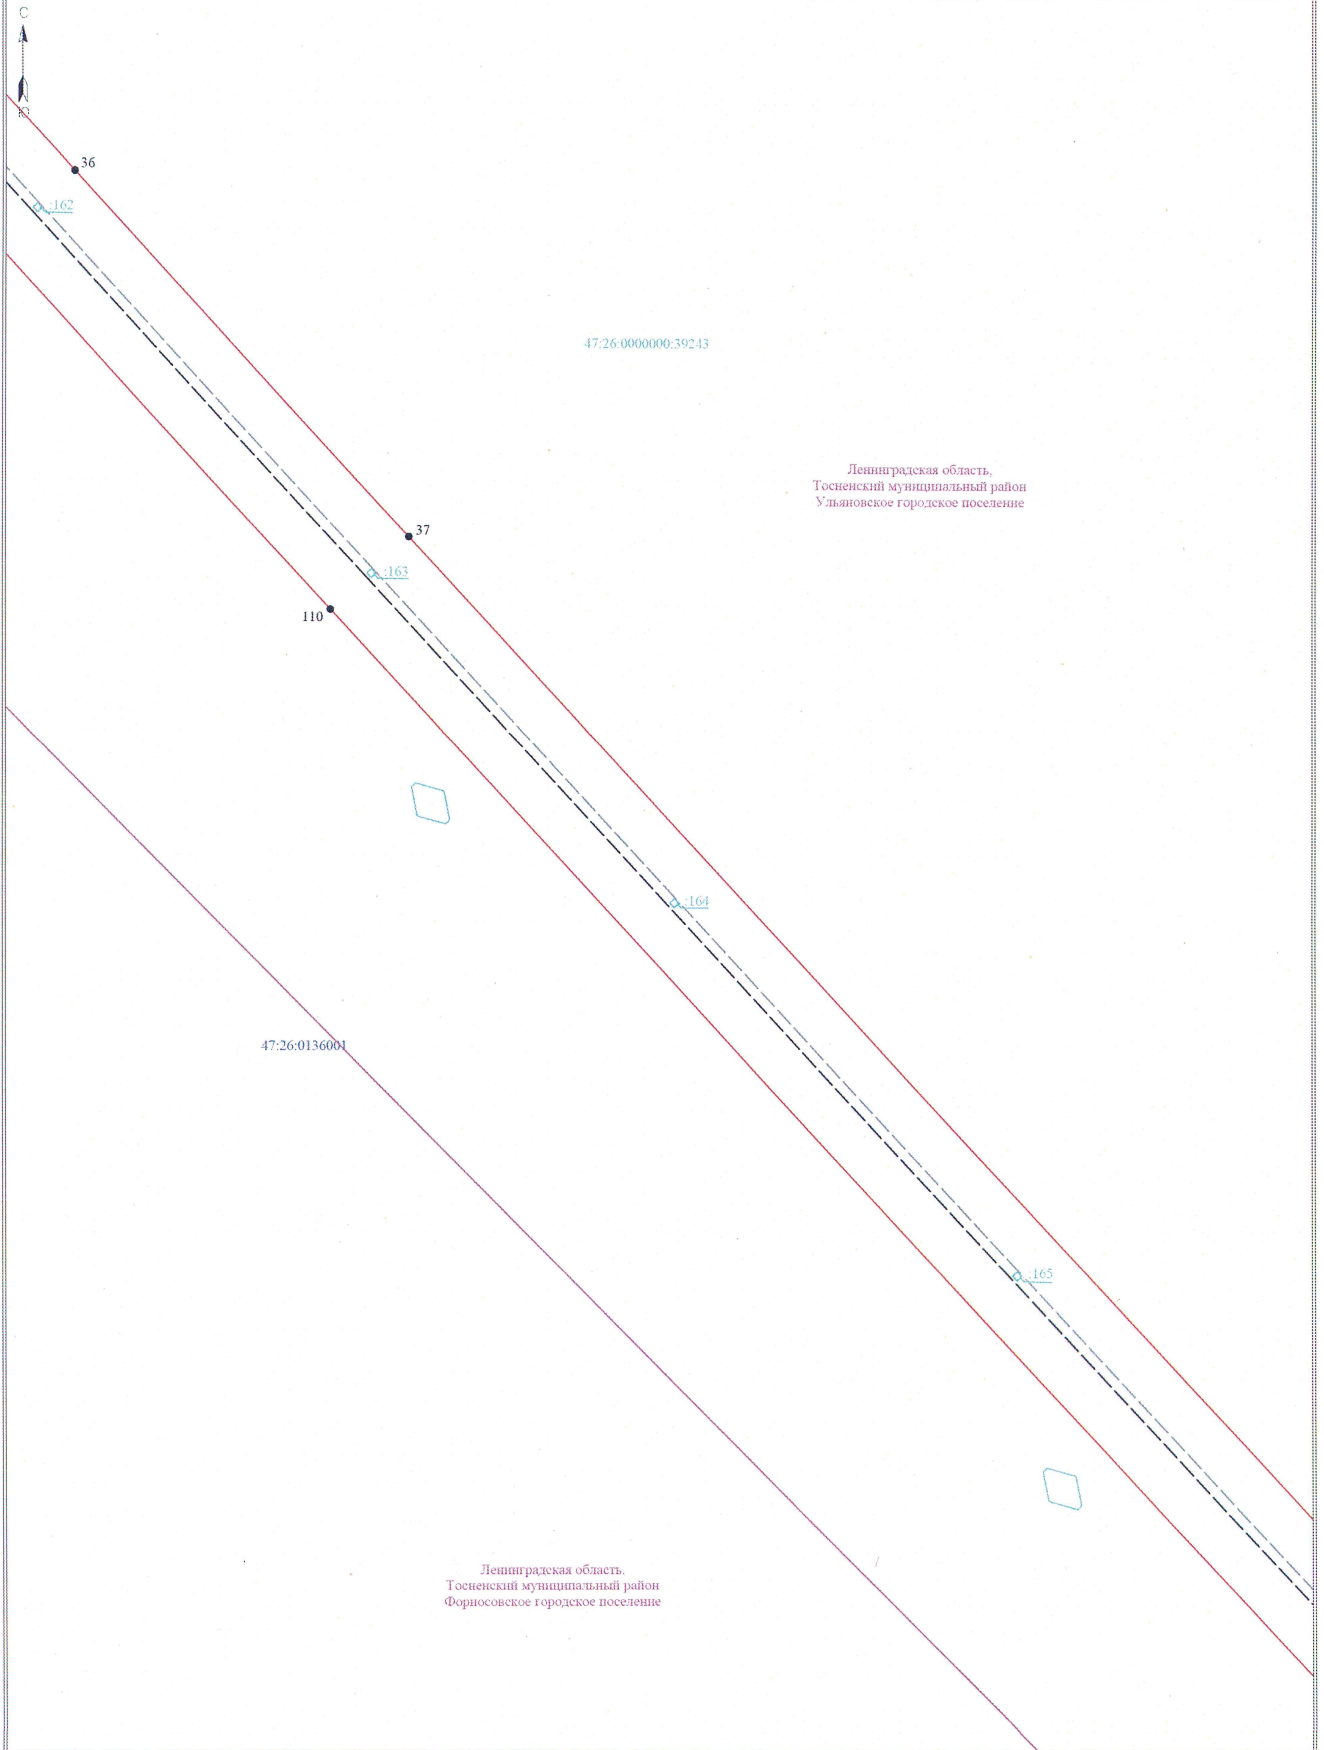 С
Ю
36
:162
47:26:0000000:39243
Ленинградская область,
Тосненский муниципальный район
Ульяновское городское поселение
37
:163
110
:164
47:26:0136001
:165
Ленинградская область.
Тосненский муниципальный район
Форносовское городское поселение